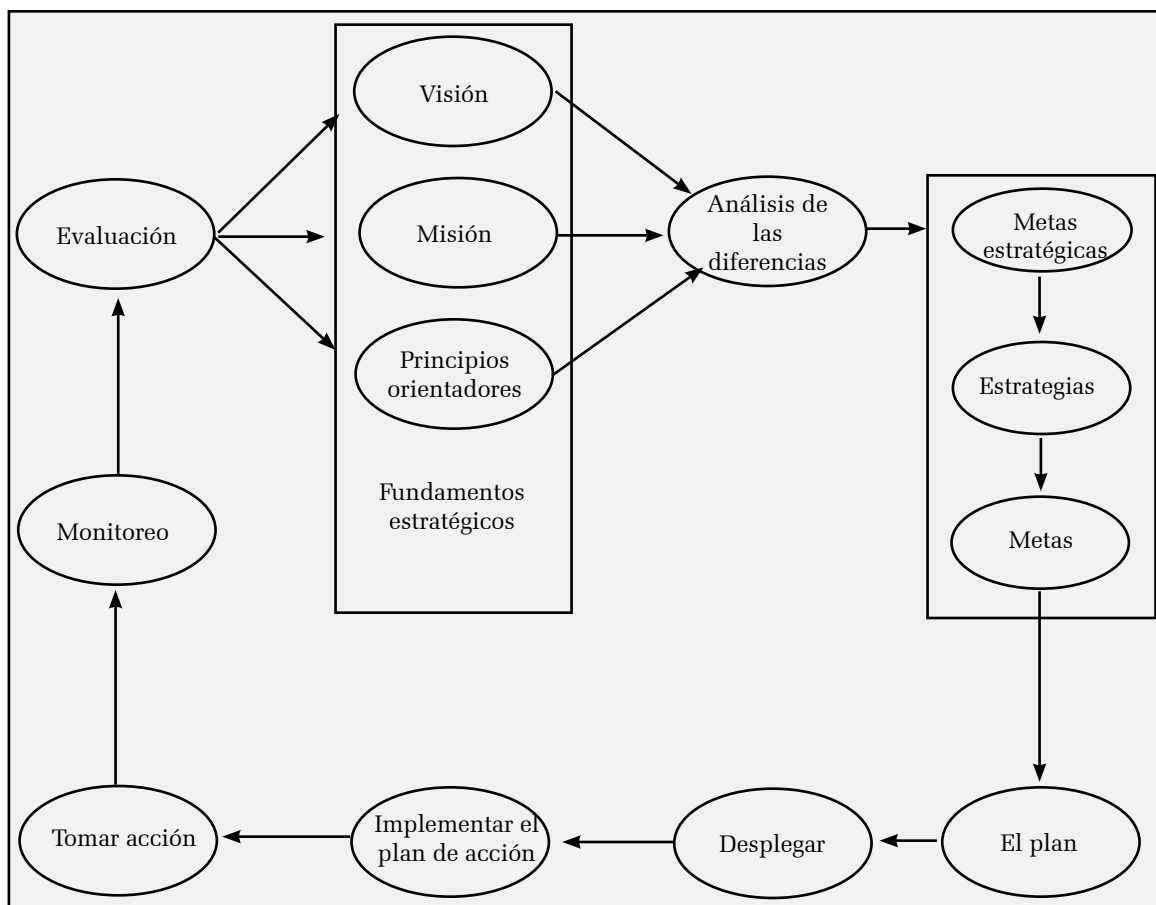 Visión
Evaluación
Misión
Principios
orientadores
Fundamentos
estratégicos
Análisis de
las
diferencias
Metas
estratégicas
Estrategias
Metas
Monitoreo
Tomar acción
Implementar el
plan de acción
Desplegar
El plan